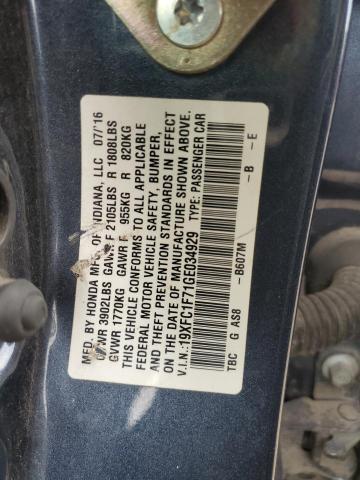 MFD. BY HONDA MFG. OF INDIANA, LLC 07/16
GVWR 3902LBS GAWR F 2105LBS R 1808LBS
GVWR 1770KG GAWR F 955KG R 820KG
THIS VEHICLE CONFORMS TO ALL APPLICABLE
FEDERAL MOTOR VEHICLE SAFETY, BUMPER,
AND THEFT PREVENTION STANDARDS IN EFFECT
ON THE DATE OF MANUFACTURE SHOWN ABOVE.
V.I.N.:19XFC1F71GE034929 TYPE: PASSENGER CAR
TBC G AS8 - B607M - B - E